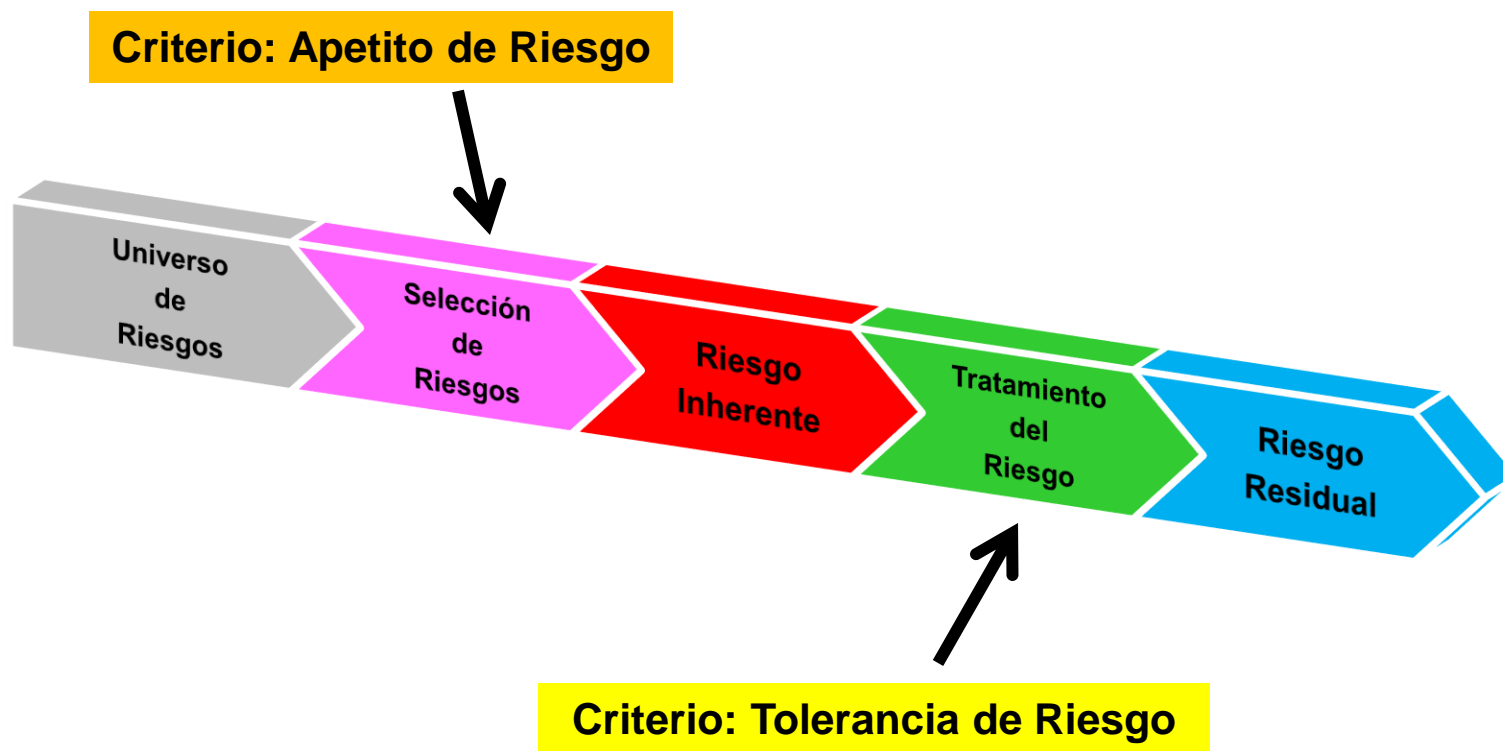 Criterio: Apetito de Riesgo
Universo
de
Riesgos
Selección
de
Riesgos
Riesgo
Inherente
Tratamiento
del
Riesgo
Riesgo
Residual
Criterio: Tolerancia de Riesgo